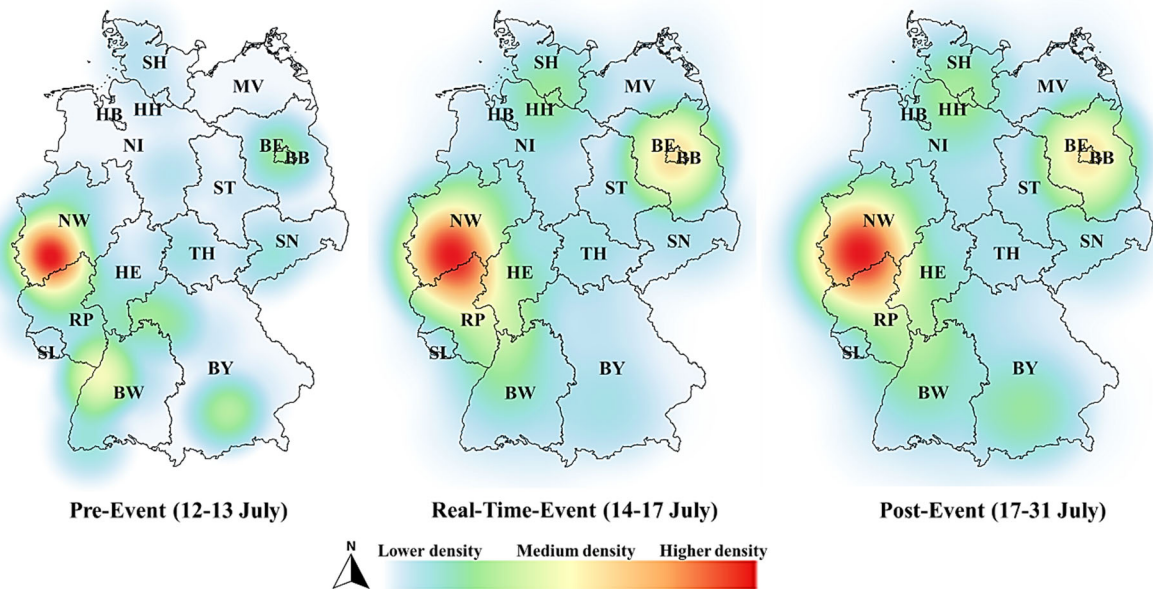 SH
MV
HB
HH
NI
BE
BB
ST
NW
SN
TH
HE
RP
SL
BY
BW
SH
MV
HB
HH
NI
BE
BB
ST
NW
SN
TH
HE
RP
SL
BY
BW
SH
MV
HB
HH
NI
BE
BB
ST
NW
SN
TH
HE
RP
SL
BY
BW
Pre-Event (12-13 July)
Real-Time-Event (14-17 July)
Post-Event (17-31 July)
N
Lower density Medium density Higher density